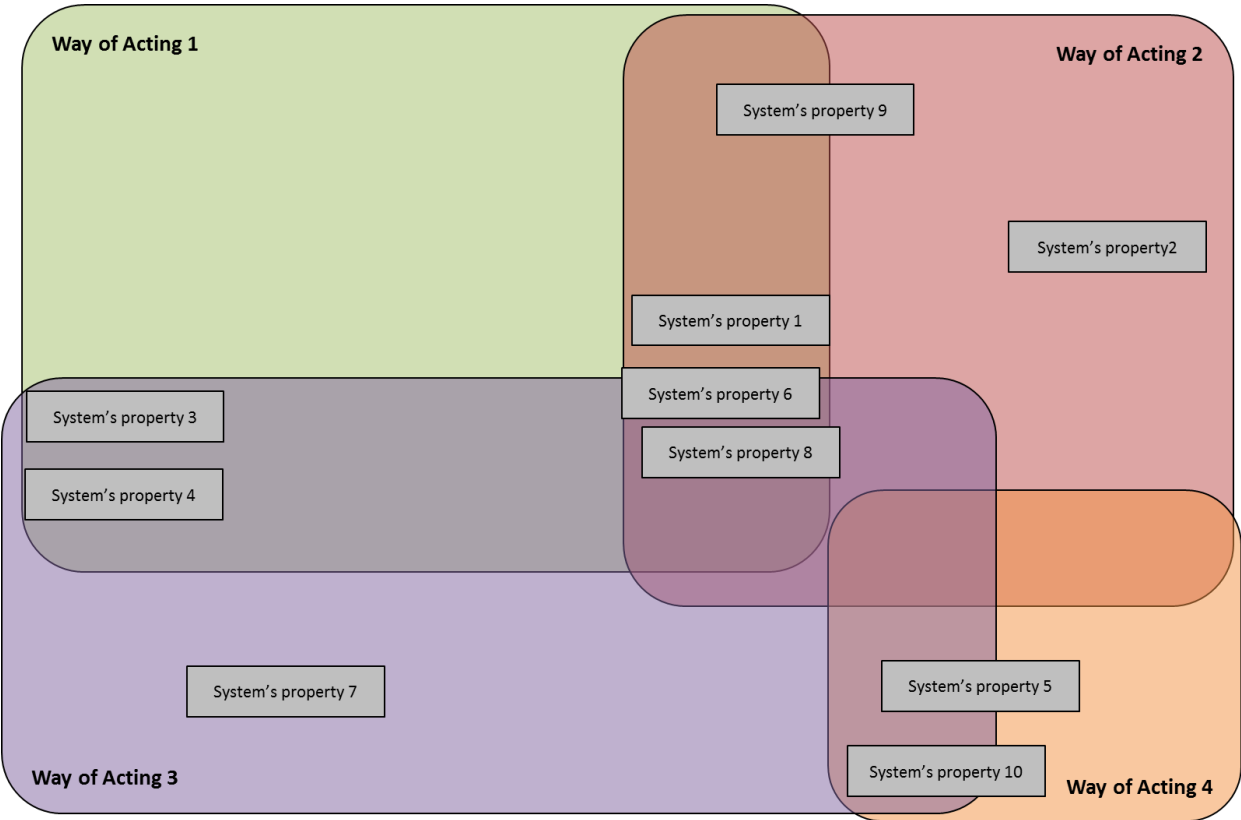 Way of Acting 1
Way of Acting 2
System's property 9
System's property2
System's property 1
System's property 6
System's property 3
System's property 8
System's property 4
System's property 5
System's property 7
System's property 10
Way of Acting 3
Way of Acting 4